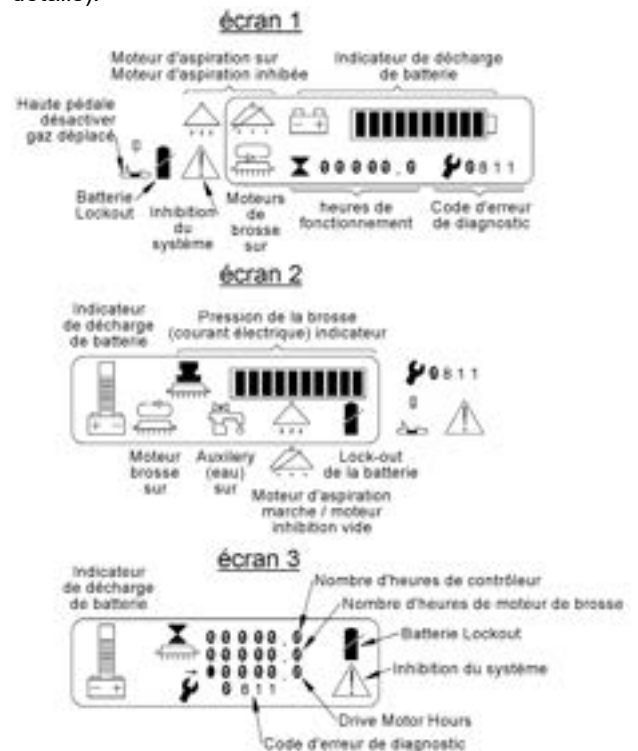 détails).
écran 1
Moteur d'aspiration sur
Moteur d'aspiration inhibée
Indicateur de décharge
de batterie
Haute pédale
désactiver
gaz déplacé
00000.0
0811
Batterie
Lockout
Inhibition
du
système
Moteurs
de
brosse
sur
heures de
fonctionnement
Code d'erreur
de diagnostic
écran 2
Indicateur
de décharge
de batterie
Pression de la brosse
(courant électrique) indicateur
0811
Moteur
brosse
sur
Auxilery
(eau)
sur
Lock-out
de la batterie
Moteur d'aspiration
marche / moteur
inhibition vide
écran 3
Indicateur
de décharge
de batterie
Nombre d'heures de contrôleur
Nombre d'heures de moteur de brosse
Batterie Lockout
Inhibition du système
00000.0
00000.0
00000.0
0811
Drive Motor Hours
Code d'erreur de diagnostic